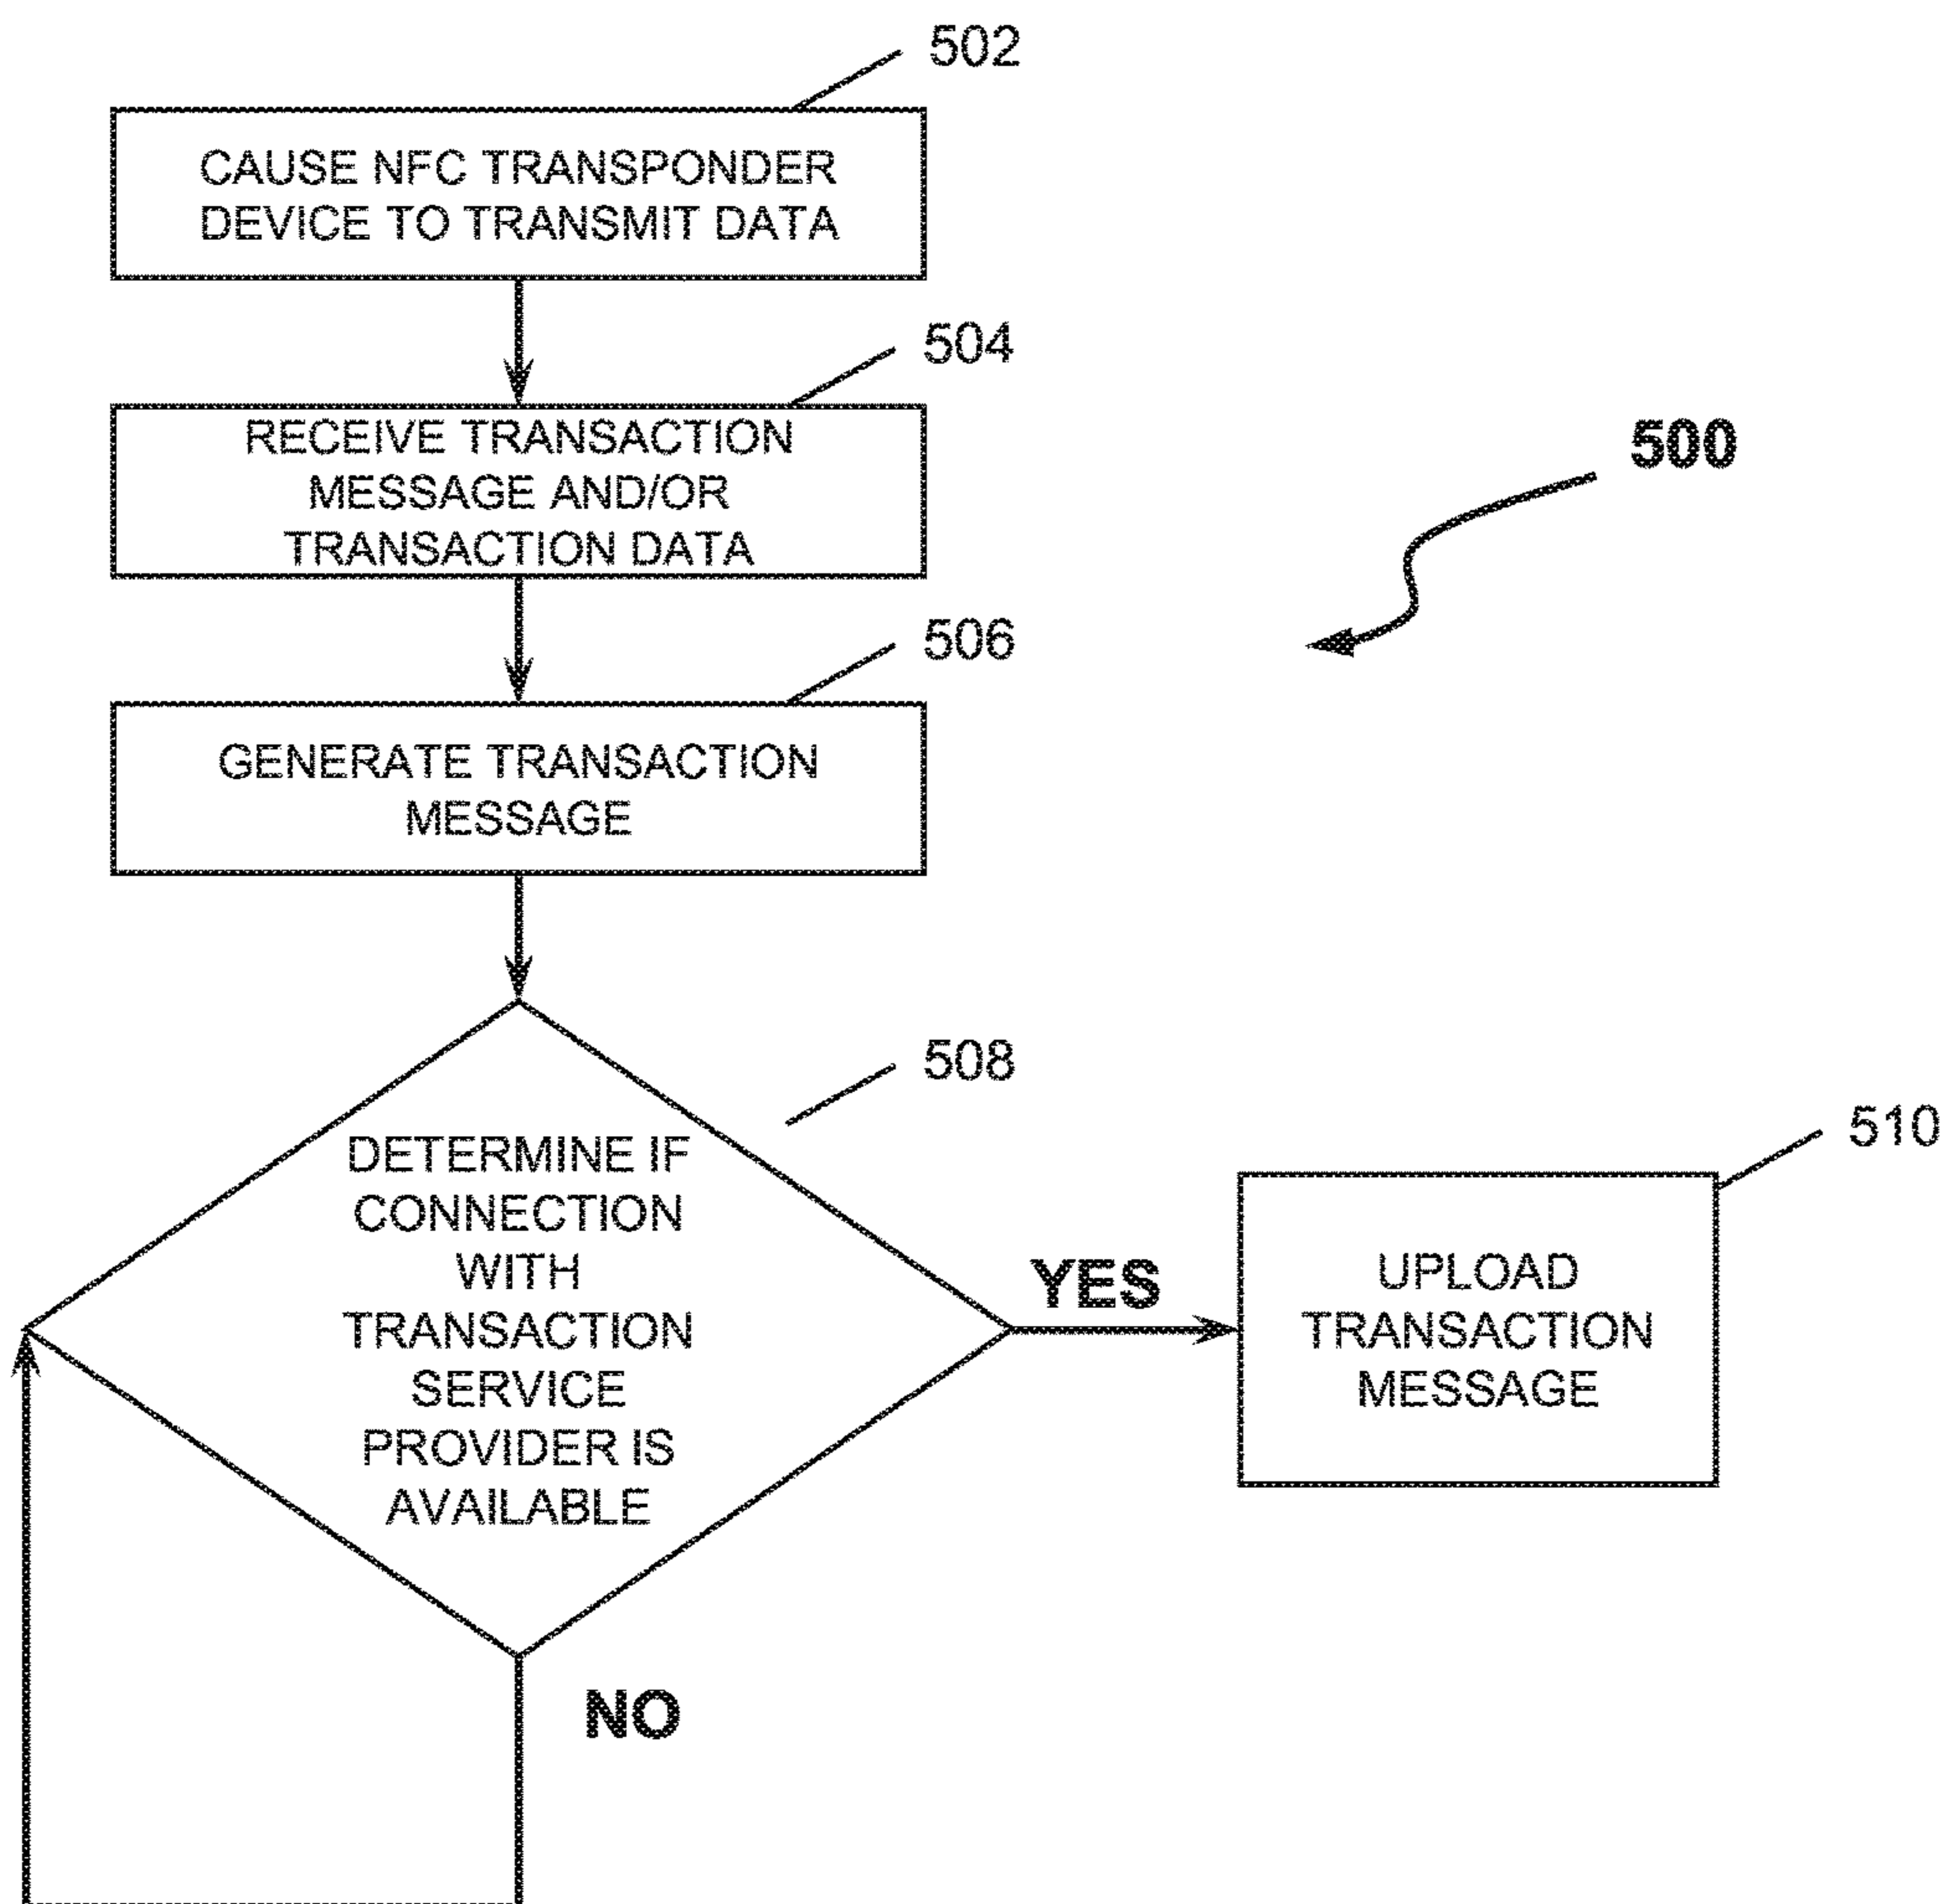 502
CAUSE NFC TRANSPONDER
DEVICE TO TRANSMIT DATA
504
RECEIVE TRANSACTION
MESSAGE AND/OR
TRANSACTION DATA
500
506
GENERATE TRANSACTION
MESSAGE
508
DETERMINE IF
CONNECTION
WITH
TRANSACTION
SERVICE
PROVIDER IS
AVAILABLE
YES
510
UPLOAD
TRANSACTION
MESSAGE
NO